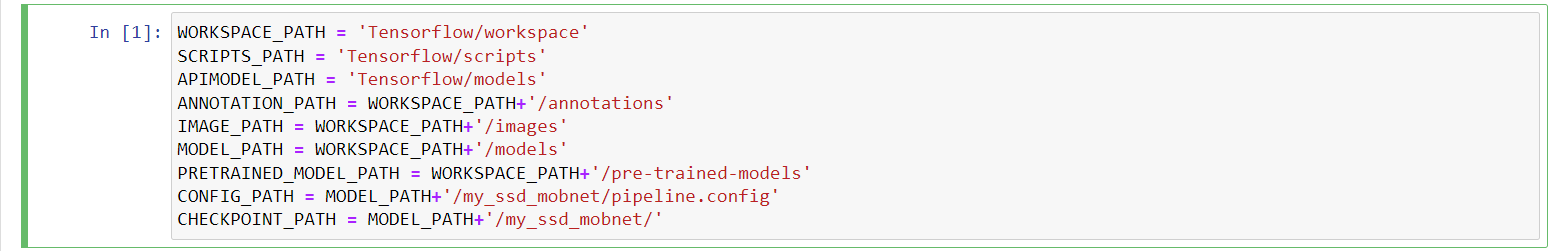 In [1]: WORKSPACE_PATH = 'Tensorflow/workspace'
SCRIPTS_PATH = 'Tensorflow/scripts'
APIMODEL_PATH = 'Tensorflow/models'
ANNOTATION_PATH = WORKSPACE_PATH+'/annotations'
IMAGE_PATH = WORKSPACE_PATH+'/images'
MODEL_PATH = WORKSPACE_PATH+'/models'
PRETRAINED_MODEL_PATH = WORKSPACE_PATH+'/pre-trained-models'
CONFIG_PATH = MODEL_PATH+'/my_ssd_mobnet/pipeline.config'
CHECKPOINT_PATH = MODEL_PATH+'/my_ssd_mobnet/'